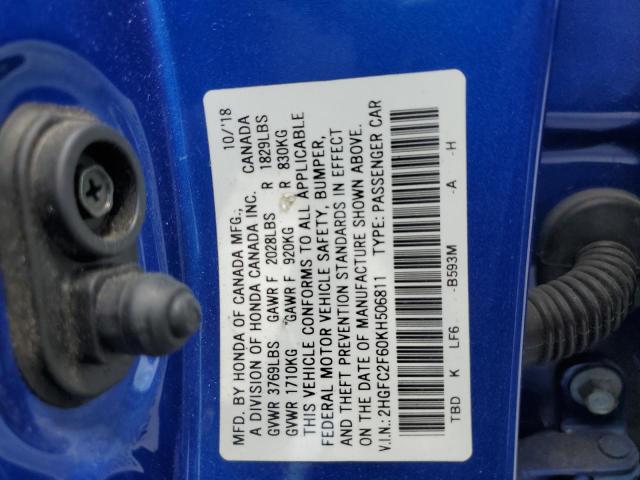 MFD. BY HONDA OF CANADA MFG., 10/'18
A DIVISION OF HONDA CANADA INC. CANADA
GVWR 3769LBS GAWR F 2028LBS R 1829LBS
GVWR 1710KG GAWR F 920KG R 830KG
THIS VEHICLE CONFORMS TO ALL APPLICABLE
FEDERAL MOTOR VEHICLE SAFETY, BUMPER,
AND THEFT PREVENTION STANDARDS IN EFFECT
ON THE DATE OF MANUFACTURE SHOWN ABOVE.
V.I.N.: 2HGFC2F60KH506811 TYPE: PASSENGER CAR
TBD K LF6 -B593M -A -H